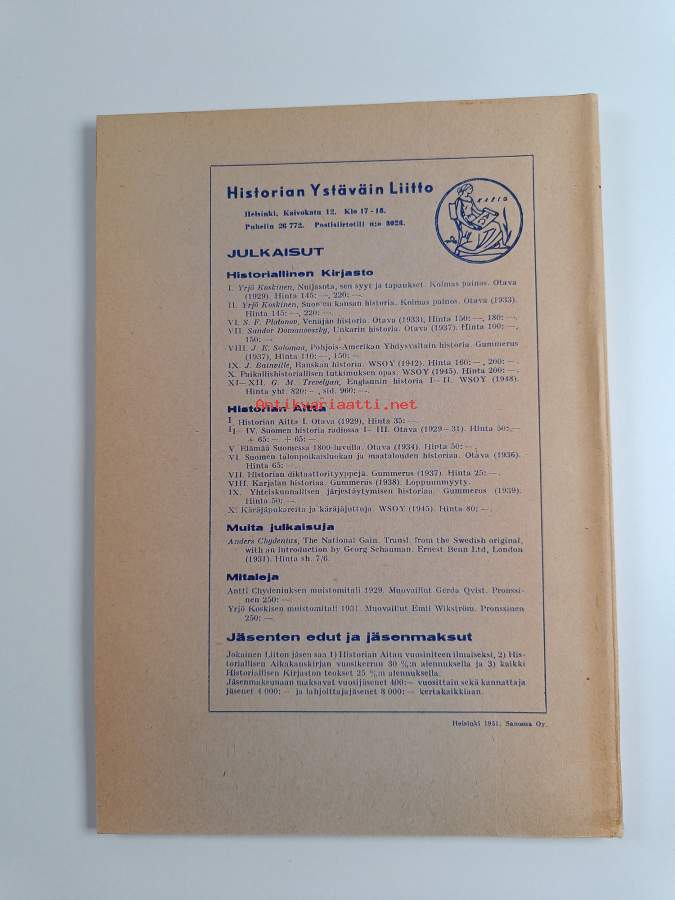 Historian Ystäväin Liitto
KLEIO
Helsinki, Kaivokatu 12. Klo 17-18.
Puhelin 26 772. Postisiirtotili n:o 8028.
JULKAISUT
Historiallinen Kirjasto
I. Yrjö Koskinen, Nuijasota, sen syyt ja tapaukset. Kolmas painos. Otava
(1929). Hinta 145: —, 220: —.
II. Yrjö Koskinen, Suomen kansan historia. Kolmas painos. Otava (1933).
Hinta 145: —, 220: —.
VI. S. F. Platonov, Venäjän historia. Otava (1933), Hinta 150: —, 180: —.
VII. Sandor Domanovszky, Unkarin historia. Otava (1937). Hinta 100: —,
150: —
VIII. J. E. Salomaa, Pohjois-Amerikan Yhdysvaltain historia. Gummerus
(1937), Hinta 110: —, 150: —
IX. J. Bainville, Ranskan historia. WSOY (1942). Hinta 160: —, 200: —.
X. Paikallishistoriallisen tutkimuksen opas. WSOY (1945). Hinta 200: —.
XI—XII. G. M. Trevelyan, Englannin historia I—II. WSOY (1948).
Hinta yht. 820: —, sid. 960: —.
Antikvariaatti.net
Historian Aitta
I Historian Aitta I. Otava (1929), Hinta 35: —
II—IV. Suomen historia radiossa I—III. Otava (1929—31). Hinta 50: —
+ 65: — + 65: —
V. Elämää Suomessa 1800-luvulla. Otava (1934). Hinta 50: —.
VI. Suomen talonpoikaisluokan ja maatalouden historiaa. Otava (1936).
Hinta 65: —
VII. Historian diktaattorityyppejä. Gummerus (1937). Hinta 25: —.
VIII. Karjalan historiaa. Gummerus (1938). Loppuunmyyty.
IX. Yhteiskunnallisen järjestäytymisen historiaa. Gummerus (1939).
Hinta 50: —
X. Käräjäpukareita ja käräjäjuttuja. WSOY (1945). Hinta 80: —.
Muita julkaisuja
Anders Chydenius, The National Gain. Transl. from the Swedish original,
with an introduction by Georg Schauman. Ernest Benn Ltd, London
(1931). Hinta sh. 7/6.
Mitaleja
Antti Chydeniuksen muistomitali 1929. Muovaillut Gerda Qvist. Pronssi-
nen 250: —
Yrjö Koskisen muistomitali 1931. Muovaillut Emil Wikström. Pronssinen
250: —
Jäsenten edut ja jäsenmaksut
Jokainen Liiton jäsen saa 1) Historian Aitan vuosiniteen ilmaiseksi, 2) His-
toriallisen Aikakauskirjan vuosikerran 30 %:n alennuksella ja 3) kaikki
Historiallisen Kirjaston teokset 25 %:n alennuksella.
Jäsenmaksunaan maksavat vuosijäsenet 400: — vuosittain sekä kannattaja
jäsenet 4 000: — ja lahjoittajajäsenet 8 000: — kertakaikkiaan.
Helsinki 1951. Sanoma Oy.